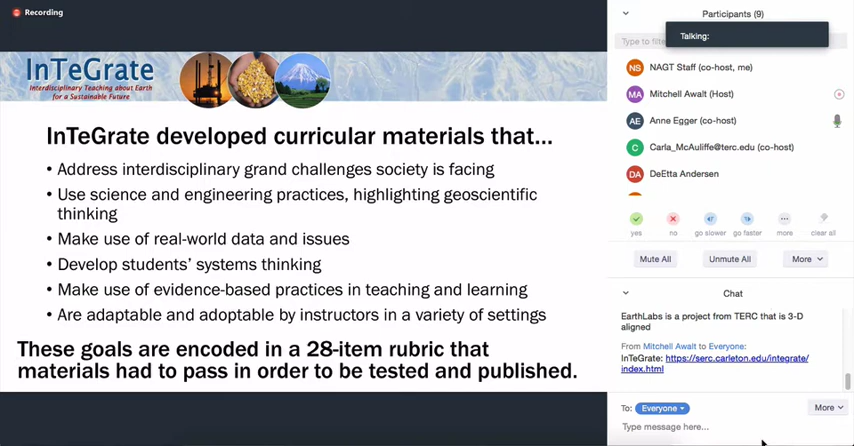 Recording
InTeGrate
Interdisciplinary Teaching about Earth
for a Sustainable Future
InTeGrate developed curricular materials that...
• Address interdisciplinary grand challenges society is facing
• Use science and engineering practices, highlighting geoscientific
thinking
• Make use of real-world data and issues
• Develop students' systems thinking
• Make use of evidence-based practices in teaching and learning
• Are adaptable and adoptable by instructors in a variety of settings
These goals are encoded in a 28-item rubric that
materials had to pass in order to be tested and published.
Participants (9)
Talking:
Type to filte
NS NAGT Staff (co-host, me)
MA Mitchell Awalt (Host)
AE Anne Egger (co-host)
C Carla_McAuliffe@terc.edu (co-host)
DA DeEtta Andersen
yes no go slower go faster more clear all
Mute All Unmute All More
Chat
EarthLabs is a project from TERC that is 3-D
aligned
From Mitchell Awalt to Everyone:
InTeGrate: https://serc.carleton.edu/integrate/
index.html
To: Everyone More
Type message here...